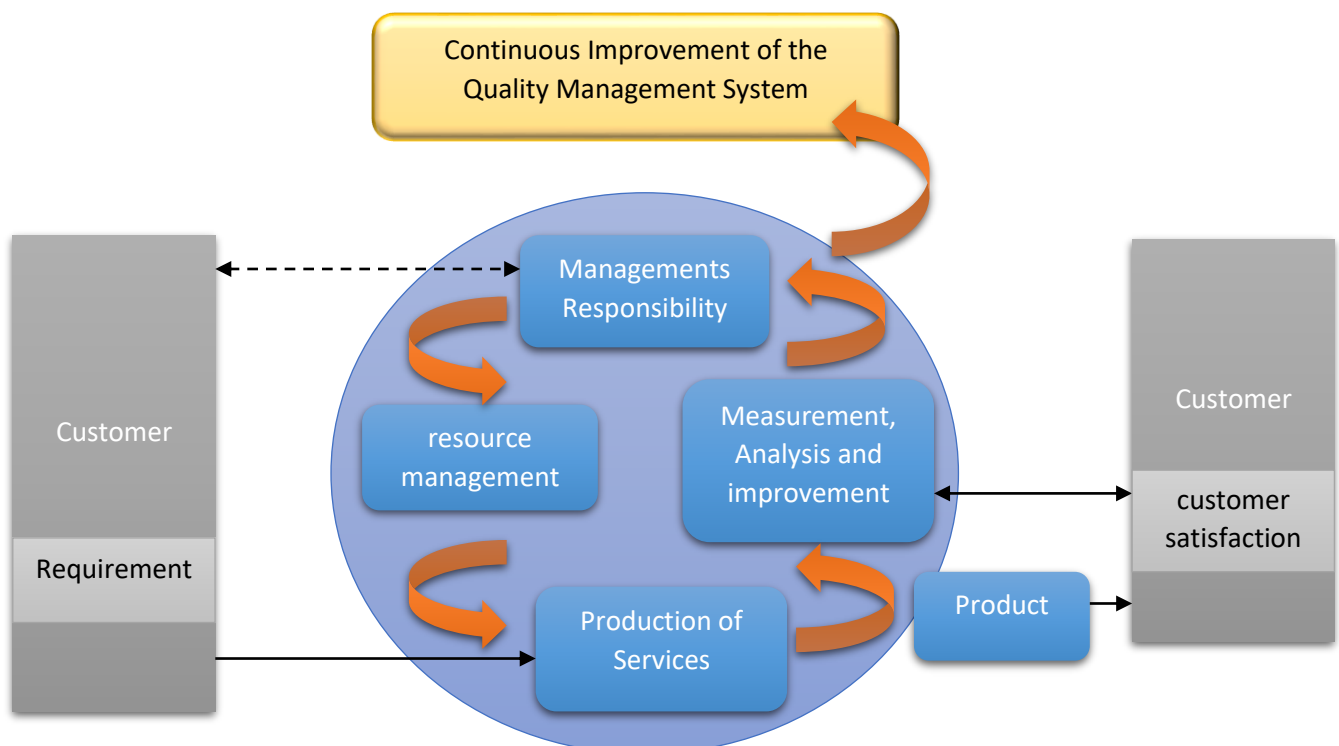 Continuous Improvement of the
Quality Management System
Managements
Responsibility
Customer
resource
management
Measurement,
Analysis and
improvement
Customer
customer
satisfaction
Requirement
Production of
Services
Product